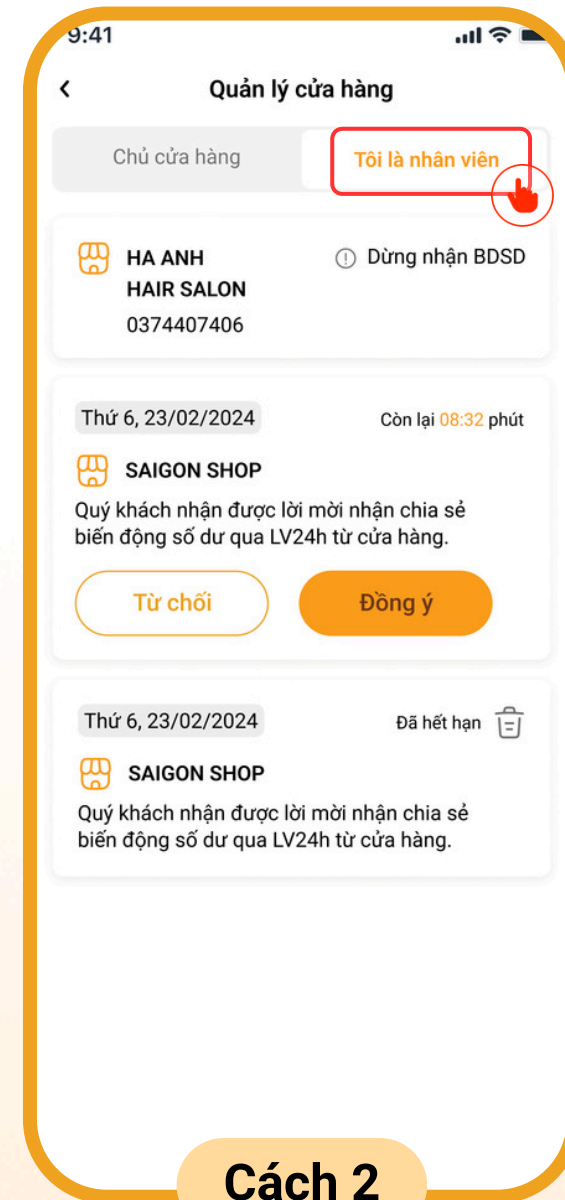 9:41
Quản lý cửa hàng
Chủ cửa hàng
Tôi là nhân viên
HA ANH
HAIR SALON
Dừng nhận BDSD
0374407406
Thứ 6, 23/02/2024
Còn lại 08:32 phút
SAIGON SHOP
Quý khách nhận được lời mời nhận chia sẻ
biến động số dư qua LV24h từ cửa hàng.
Từ chối
Đồng ý
Thứ 6, 23/02/2024
Đã hết hạn
SAIGON SHOP
Quý khách nhận được lời mời nhận chia sẻ
biến động số dư qua LV24h từ cửa hàng.
Cách 2